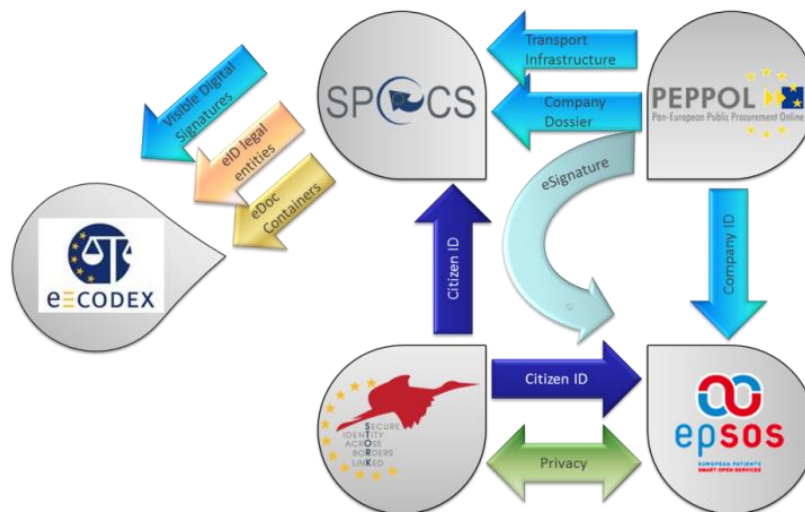 Transport
Infrastructure
Visible Digital
Signatures
SPOCS
Company
Dossier
PEPPOL
Pan-European Public Procurement Online
eID legal
entities
eSignature
eDoc
Containers
Citizen ID
Company ID
e-CODEX
Citizen ID
SECURE
IDENTITY
ACROSS
BORDERS
LINKED
STORK
Privacy
epsos
EUROPEAN PATIENTS
SMART OPEN SERVICES